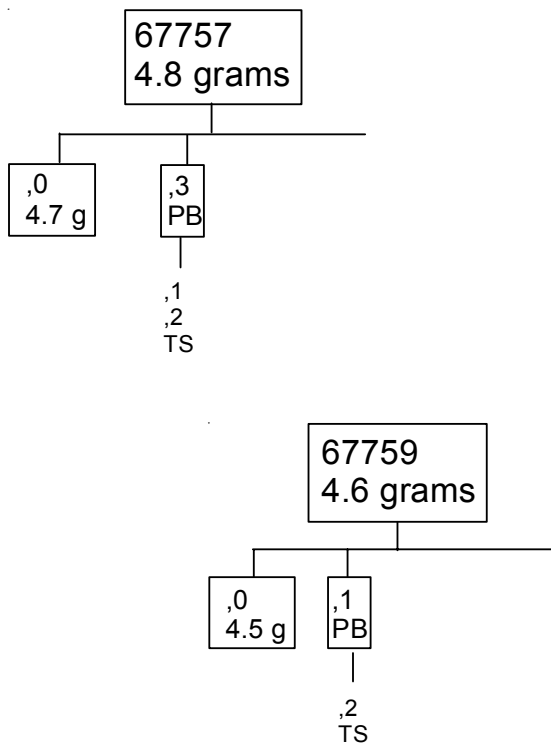 67757
4.8 grams
,0
4.7 g
,3
PB
,1
,2
TS
67759
4.6 grams
,0
4.5 g
,1
PB
,2
TS